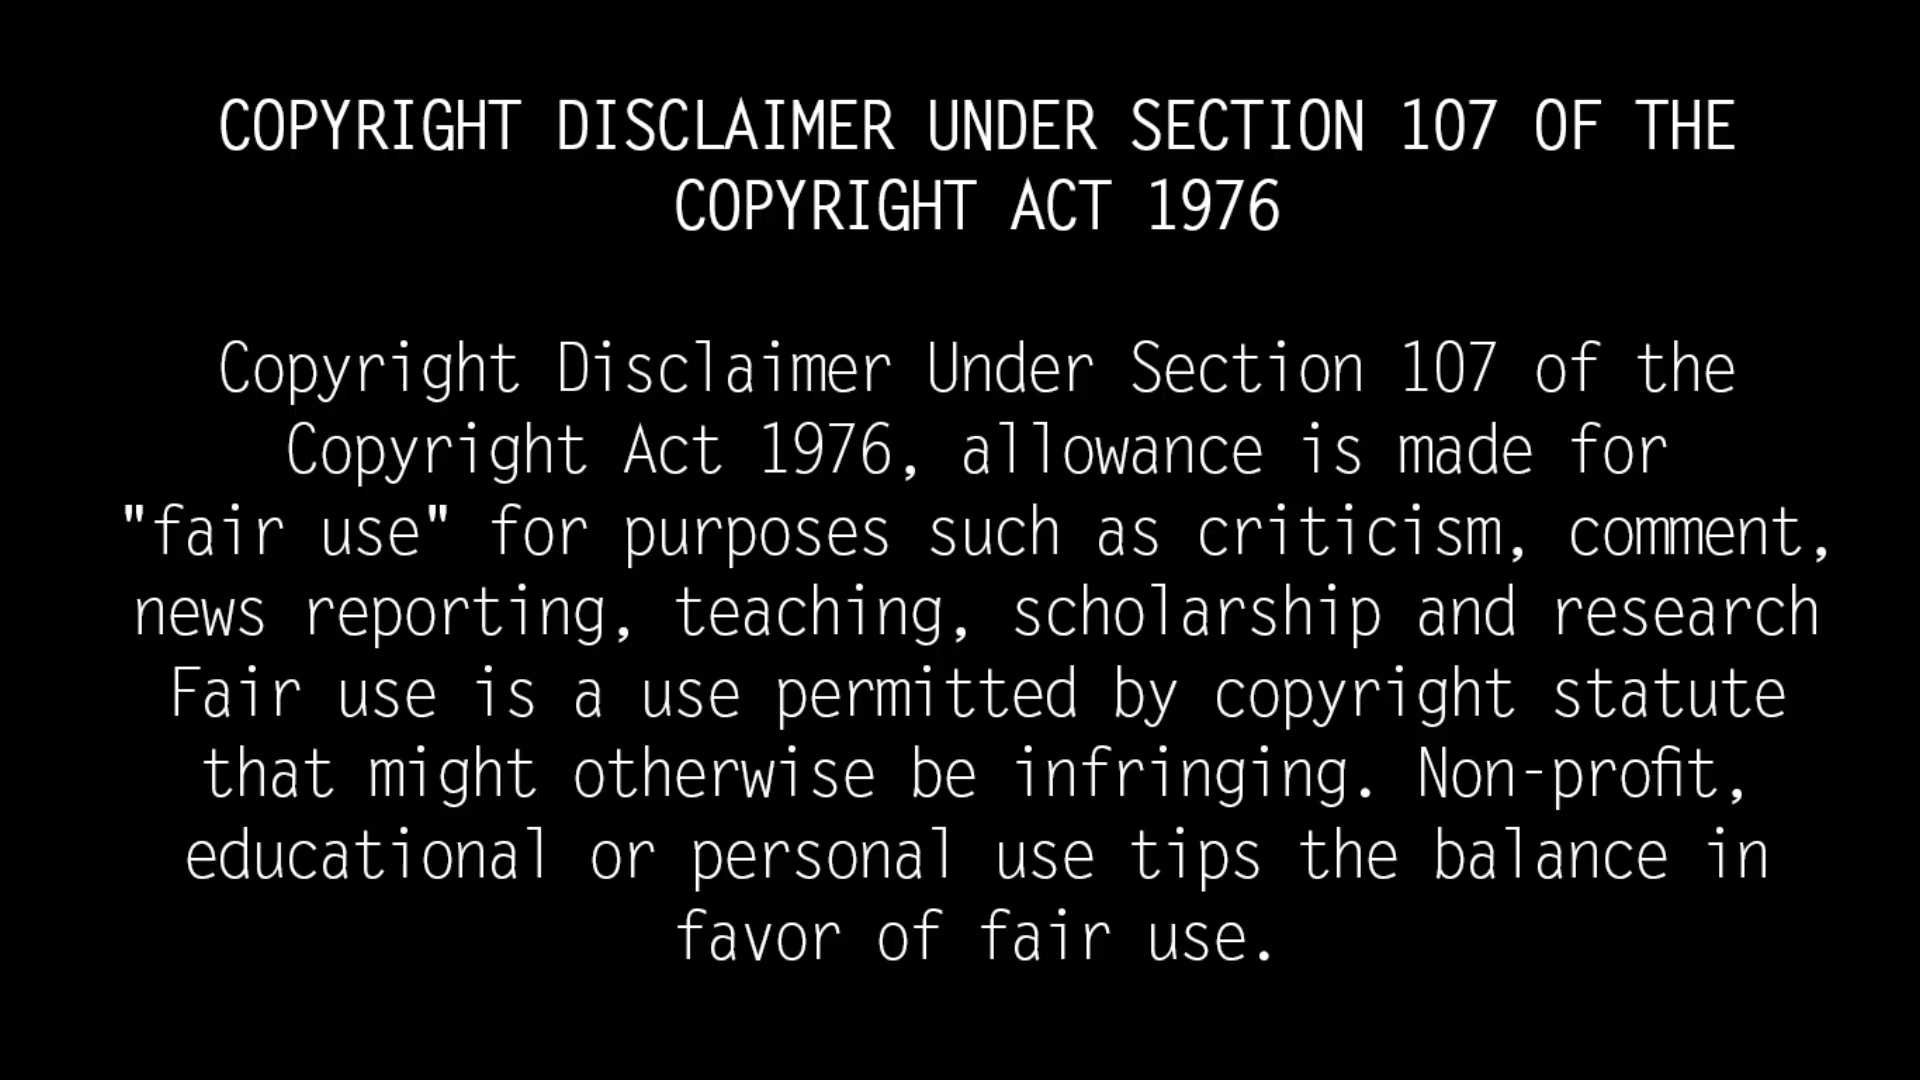 COPYRIGHT DISCLAIMER UNDER SECTION 107 OF THE
COPYRIGHT ACT 1976
Copyright Disclaimer Under Section 107 of the
Copyright Act 1976, allowance is made for
"fair use" for purposes such as criticism, comment,
news reporting, teaching, scholarship and research
Fair use is a use permitted by copyright statute
that might otherwise be infringing. Non-profit,
educational or personal use tips the balance in
favor of fair use.